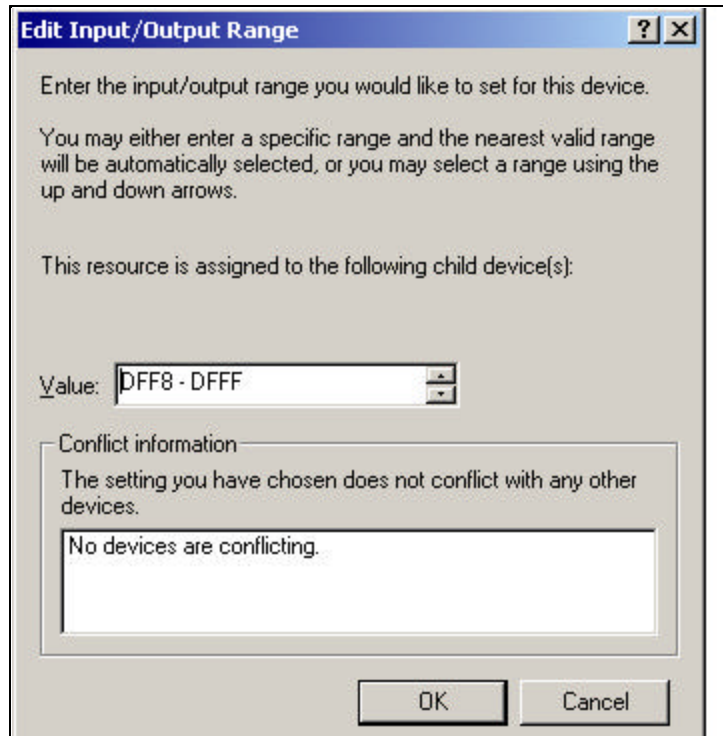 Edit Input/Output Range
Enter the input/output range you would like to set for this device.
You may either enter a specific range and the nearest valid range
will be automatically selected, or you may select a range using the
up and down arrows.
This resource is assigned to the following child device(s):
Value: DFF8 - DFFF
Conflict information
The setting you have chosen does not conflict with any other
devices.
No devices are conflicting.
OK Cancel